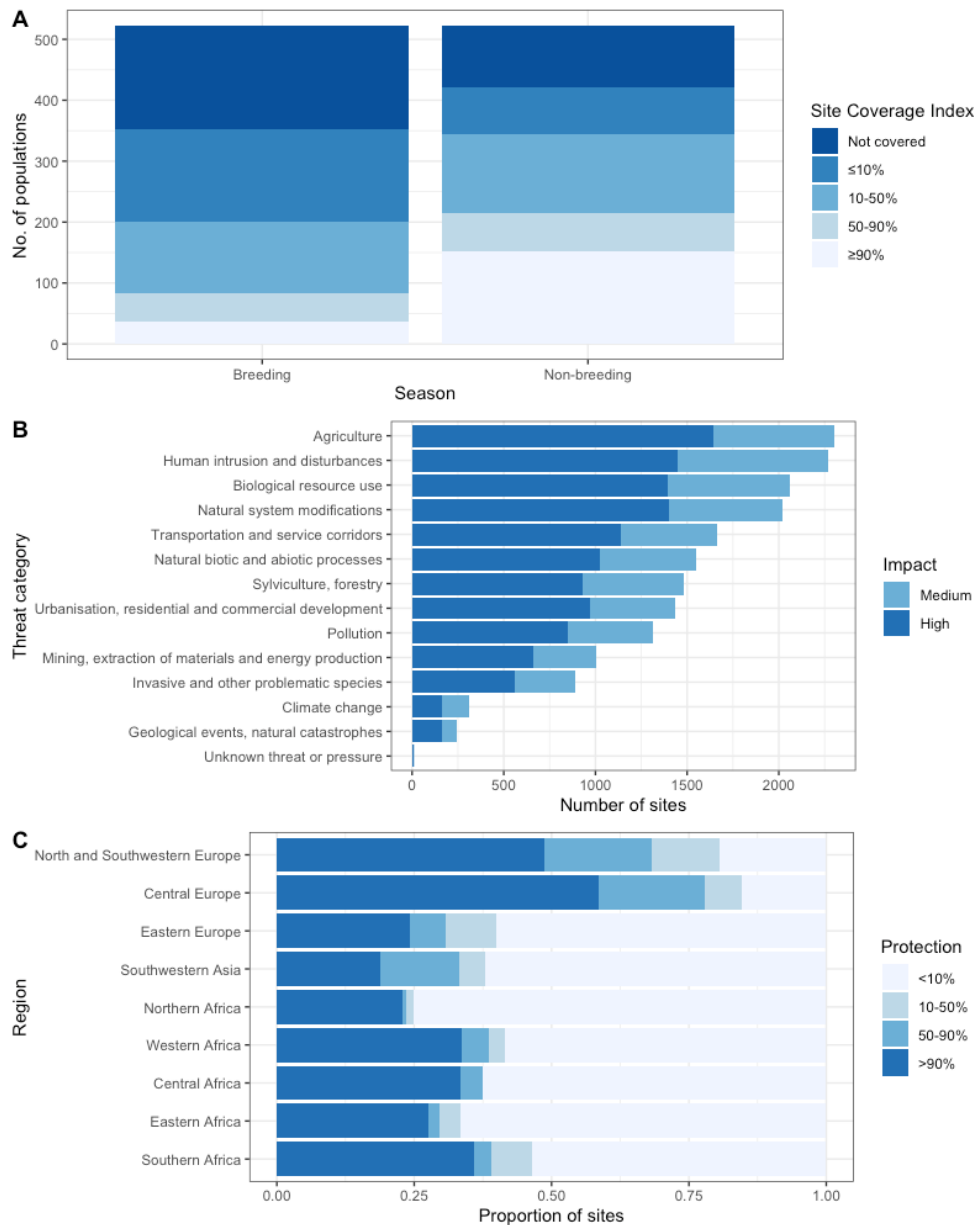 A
500
400
300
200
100
0
No. of populations
Breeding
Non-breeding
Season
Site Coverage Index
Not covered
≤10%
10-50%
50-90%
≥90%
B
Threat category
Agriculture
Human intrusion and disturbances
Biological resource use
Natural system modifications
Transportation and service corridors
Natural biotic and abiotic processes
Sylviculture, forestry
Urbanisation, residential and commercial development
Pollution
Mining, extraction of materials and energy production
Invasive and other problematic species
Climate change
Geological events, natural catastrophes
Unknown threat or pressure
0
500
1000
1500
2000
Number of sites
Impact
Medium
High
C
Region
North and Southwestern Europe
Central Europe
Eastern Europe
Southwestern Asia
Northern Africa
Western Africa
Central Africa
Eastern Africa
Southern Africa
0.00
0.25
0.50
0.75
1.00
Proportion of sites
Protection
<10%
10-50%
50-90%
>90%